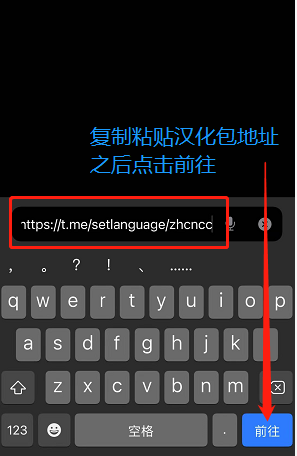 复制粘贴汉化包地址
之后点击前往
https://t.me/setlanguage/zhcncc
， 。 ? ! 、 ……
q w e r t y u i o p
a s d f g h j k
z x c v b n m
123 空格 . 前往